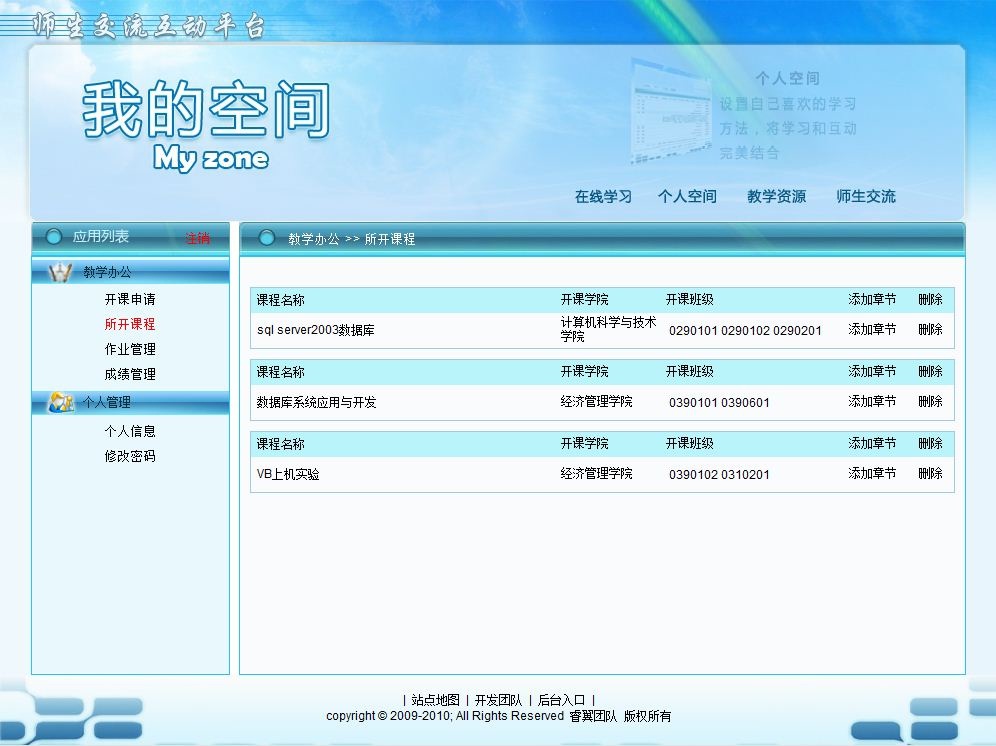 师生交流互动平台
我的空间
My zone
个人空间
设置自己喜欢的学习
方法，将学习和互动
完美结合
在线学习 个人空间 教学资源 师生交流
应用列表 注销
教学办公
开课申请
所开课程
作业管理
成绩管理
个人管理
个人信息
修改密码
教学办公 >> 所开课程
课程名称 开课学院 开课班级 添加章节 删除
sql server2003数据库 计算机科学与技术学院 0290101 0290102 0290201 添加章节 删除
课程名称 开课学院 开课班级 添加章节 删除
数据库系统应用与开发 经济管理学院 0390101 0390601 添加章节 删除
课程名称 开课学院 开课班级 添加章节 删除
VB上机实验 经济管理学院 0390102 0310201 添加章节 删除
| 站点地图 | 开发团队 | 后台入口 |
copyright © 2009-2010; All Rights Reserved 睿翼团队 版权所有